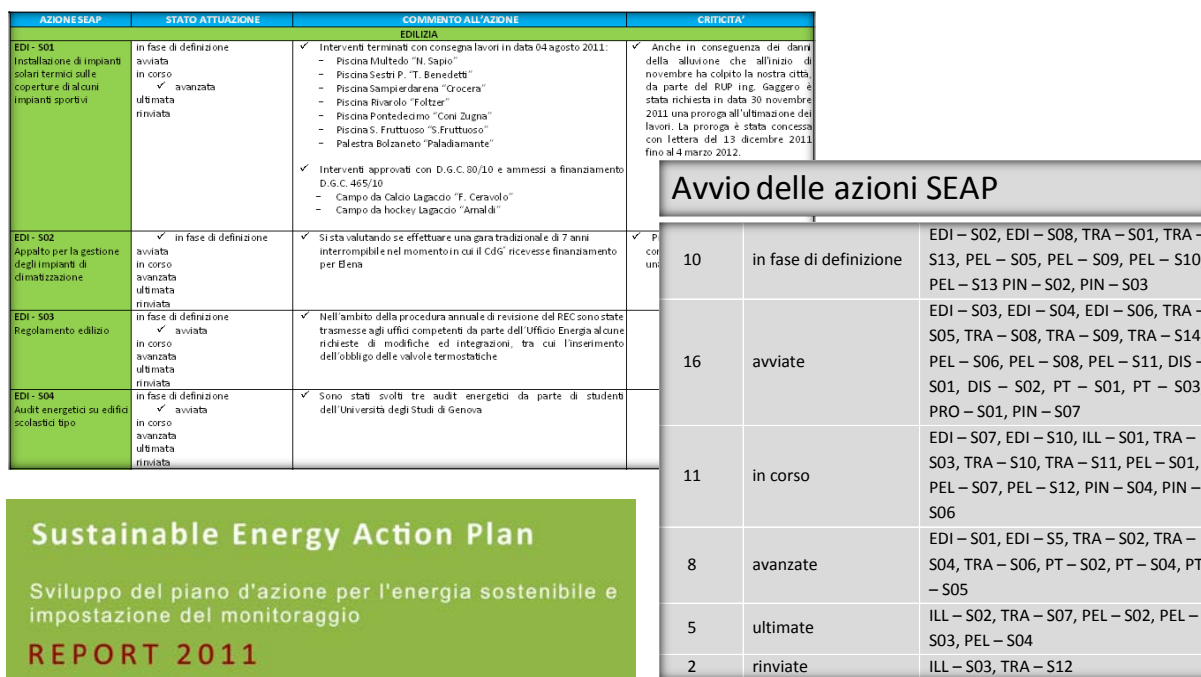 AZIONE SEAP STATO ATTUAZIONE COMMENTO ALL'AZIONE CRITICITA'
EDILIZIA
EDI - S01
Installazione di impianti
solari termici sulle
coperture di alcuni
impianti sportivi
in fase di definizione
avviata
in corso
✓ avanzata
ultimata
rinviata
✓ Interventi terminati con consegna lavori in data 04 agosto 2011:
− Piscina Multedo "N. Sapio"
− Piscina Sestri P. "T. Benedetti"
− Piscina Sampierdarena "Crocera"
− Piscina Rivarolo "Foltzer"
− Piscina Pontedecimo "Coni Zugna"
− Piscina S. Fruttuoso "S.Fruttuoso"
− Palestra Bolzaneto "Paladiamante"
✓ Interventi approvati con D.G.C. 80/10 e ammessi a finanziamento
D.G.C. 465/10
− Campo da Calcio Lagaccio "F. Ceravolo"
− Campo da hockey Lagaccio "Arnaldi"
✓ Anche in conseguenza dei danni
della alluvione che all'inizio di
novembre ha colpito la nostra città,
da parte del RUP ing. Gaggero è
stata richiesta in data 30 novembre
2011 una proroga all'ultimazione dei
lavori. La proroga è stata concessa
con lettera del 13 dicembre 2011
fino al 4 marzo 2012.
EDI - S02
Appalto per la gestione
degli impianti di
climatizzazione
✓ in fase di definizione
avviata
in corso
avanzata
ultimata
rinviata
✓ Si sta valutando se effettuare una gara tradizionale di 7 anni
interrompibile nel momento in cui il CdG ricevesse finanziamento
per Elena
✓ P
EDI - S03
Regolamento edilizio
in fase di definizione
✓ avviata
in corso
avanzata
ultimata
rinviata
✓ Nell'ambito della procedura annuale di revisione del REC sono state
trasmesse agli uffici competenti da parte dell'Ufficio Energia alcune
richieste di modifiche ed integrazioni, tra cui l'inserimento
dell'obbligo delle valvole termostatiche
EDI - S04
Audit energetici su edifici
scolastici tipo
in fase di definizione
✓ avviata
in corso
avanzata
ultimata
rinviata
✓ Sono stati svolti tre audit energetici da parte di studenti
dell'Università degli Studi di Genova
Avvio delle azioni SEAP
10 in fase di definizione
EDI – S02, EDI – S08, TRA – S01, TRA –
S13, PEL – S05, PEL – S09, PEL – S10
PEL – S13 PIN – S02, PIN – S03
16 avviate
EDI – S03, EDI – S04, EDI – S06, TRA –
S05, TRA – S08, TRA – S09, TRA – S14
PEL – S06, PEL – S08, PEL – S11, DIS –
S01, DIS – S02, PT – S01, PT – S03
PRO – S01, PIN – S07
11 in corso
EDI – S07, EDI – S10, ILL – S01, TRA –
S03, TRA – S10, TRA – S11, PEL – S01,
PEL – S07, PEL – S12, PIN – S04, PIN –
S06
8 avanzate
EDI – S01, EDI – S5, TRA – S02, TRA –
S04, TRA – S06, PT – S02, PT – S04, PT
– S05
5 ultimate
ILL – S02, TRA – S07, PEL – S02, PEL –
S03, PEL – S04
2 rinviate ILL – S03, TRA – S12
Sustainable Energy Action Plan
Sviluppo del piano d'azione per l'energia sostenibile e
impostazione del monitoraggio
REPORT 2011